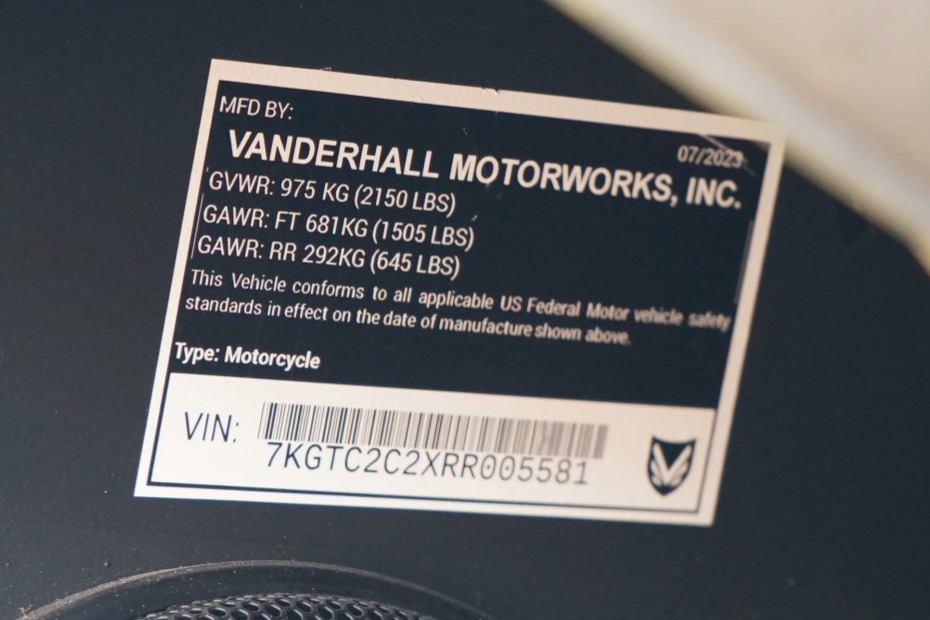 MFD BY:
07/2023
VANDERHALL MOTORWORKS, INC.
GVWR: 975 KG (2150 LBS)
GAWR: FT 681KG (1505 LBS)
GAWR: RR 292KG (645 LBS)
This Vehicle conforms to all applicable US Federal Motor vehicle safety
standards in effect on the date of manufacture shown above.
Type: Motorcycle
VIN:
7KGTC2C2XRR005581